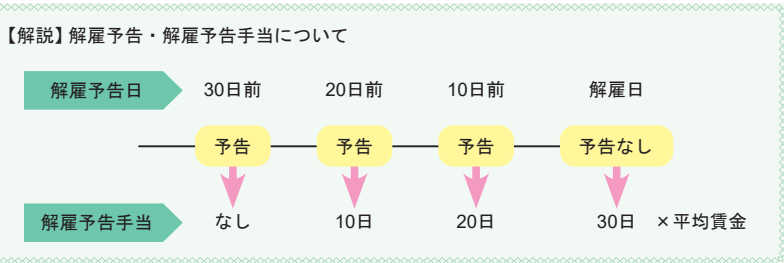 【解説】解雇予告・解雇予告手当について
解雇予告日 30日前 20日前 10日前 解雇日
予告 予告 予告 予告なし
解雇予告手当 なし 10日 20日 30日 ×平均賃金